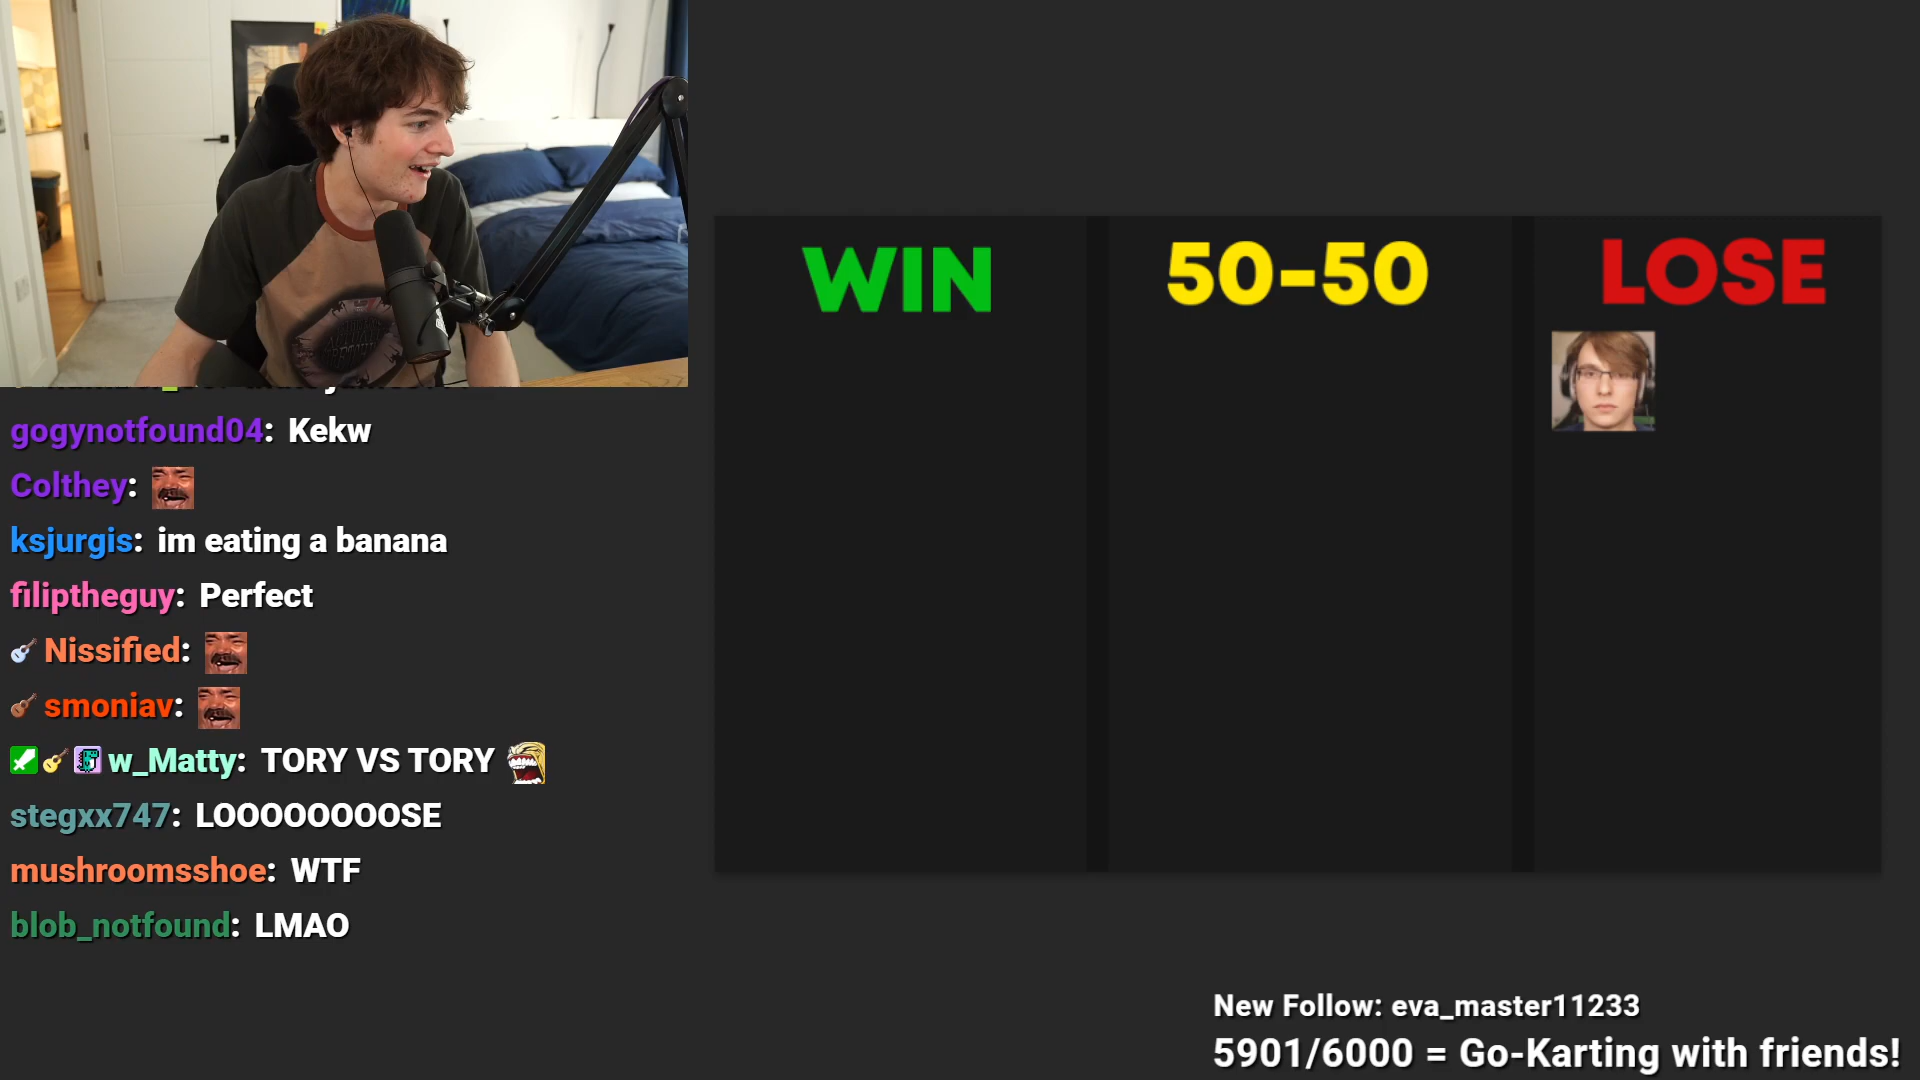 WIN
50-50
LOSE
gogynotfound04: Kekw
Colthey:
ksjurgis: im eating a banana
filiptheguy: Perfect
Nissified:
smoniav:
w_Matty: TORY VS TORY
stegxx747: LOOOOOOOOSE
mushroomsshoe: WTF
blob_notfound: LMAO
New Follow: eva_master11233
5901/6000 = Go-Karting with friends!